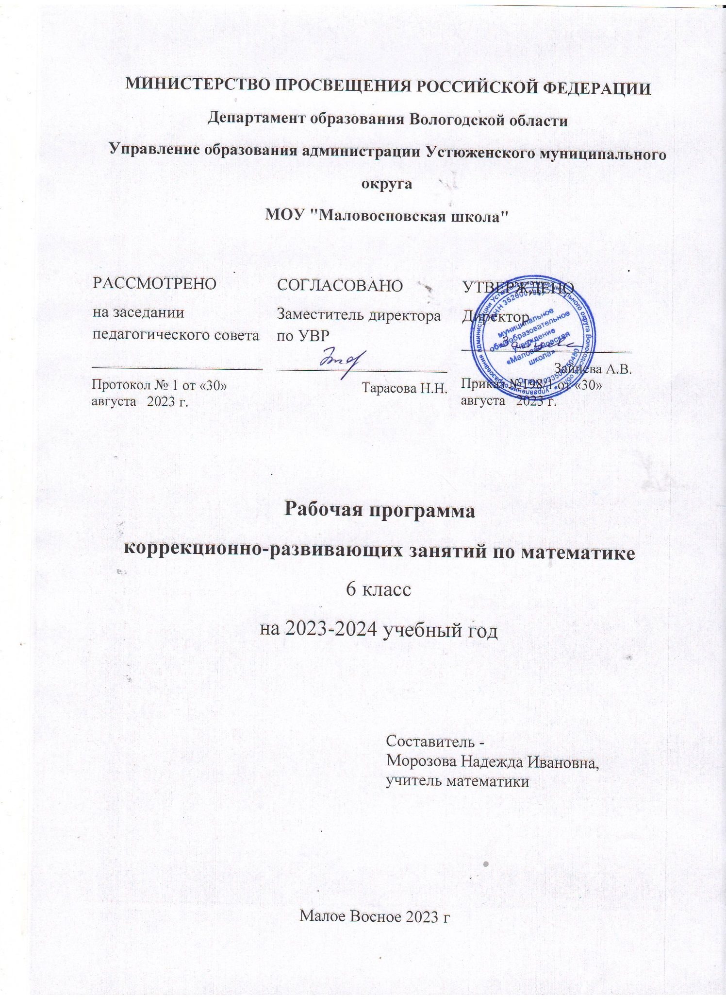 МИНИСТЕРСТВО ПРОСВЕЩЕНИЯ РОССИЙСКОЙ ФЕДЕРАЦИИ
Департамент образования Вологодской области
Управление образования администрации Устюженского муниципального
округа
МОУ "Маловосновская школа"
РАССМОТРЕНО
на заседании
педагогического совета
Протокол № 1 от «30»
августа 2023 г.
СОГЛАСОВАНО
Заместитель директора
по УВР
Тарасова Н.Н.
УТВЕРЖДЕНО
Директор
Зайцева А.В.
Приказ №198/1 от «30»
августа 2023 г.
муниципальное
общеобразовательное
учреждение
«Маловосновская
школа»
Рабочая программа
коррекционно-развивающих занятий по математике
6 класс
на 2023-2024 учебный год
Составитель -
Морозова Надежда Ивановна,
учитель математики
Малое Восное 2023 г